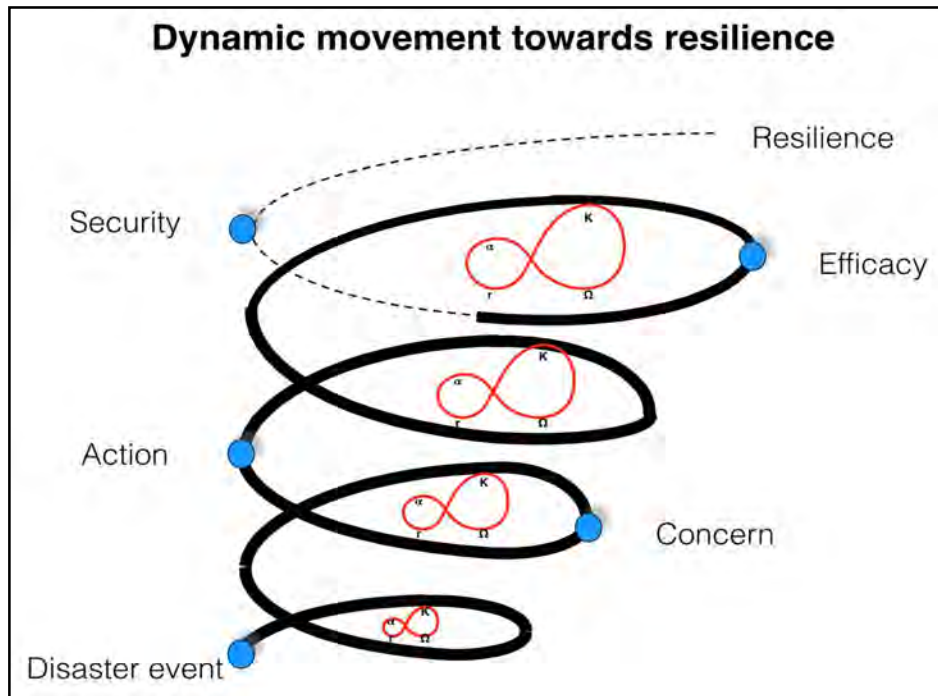 Dynamic movement towards resilience
Resilience
Security
K
α
Efficacy
r
Ω
K
α
r
Ω
Action
K
α
r
Ω
Concern
K
α
r
Ω
Disaster event